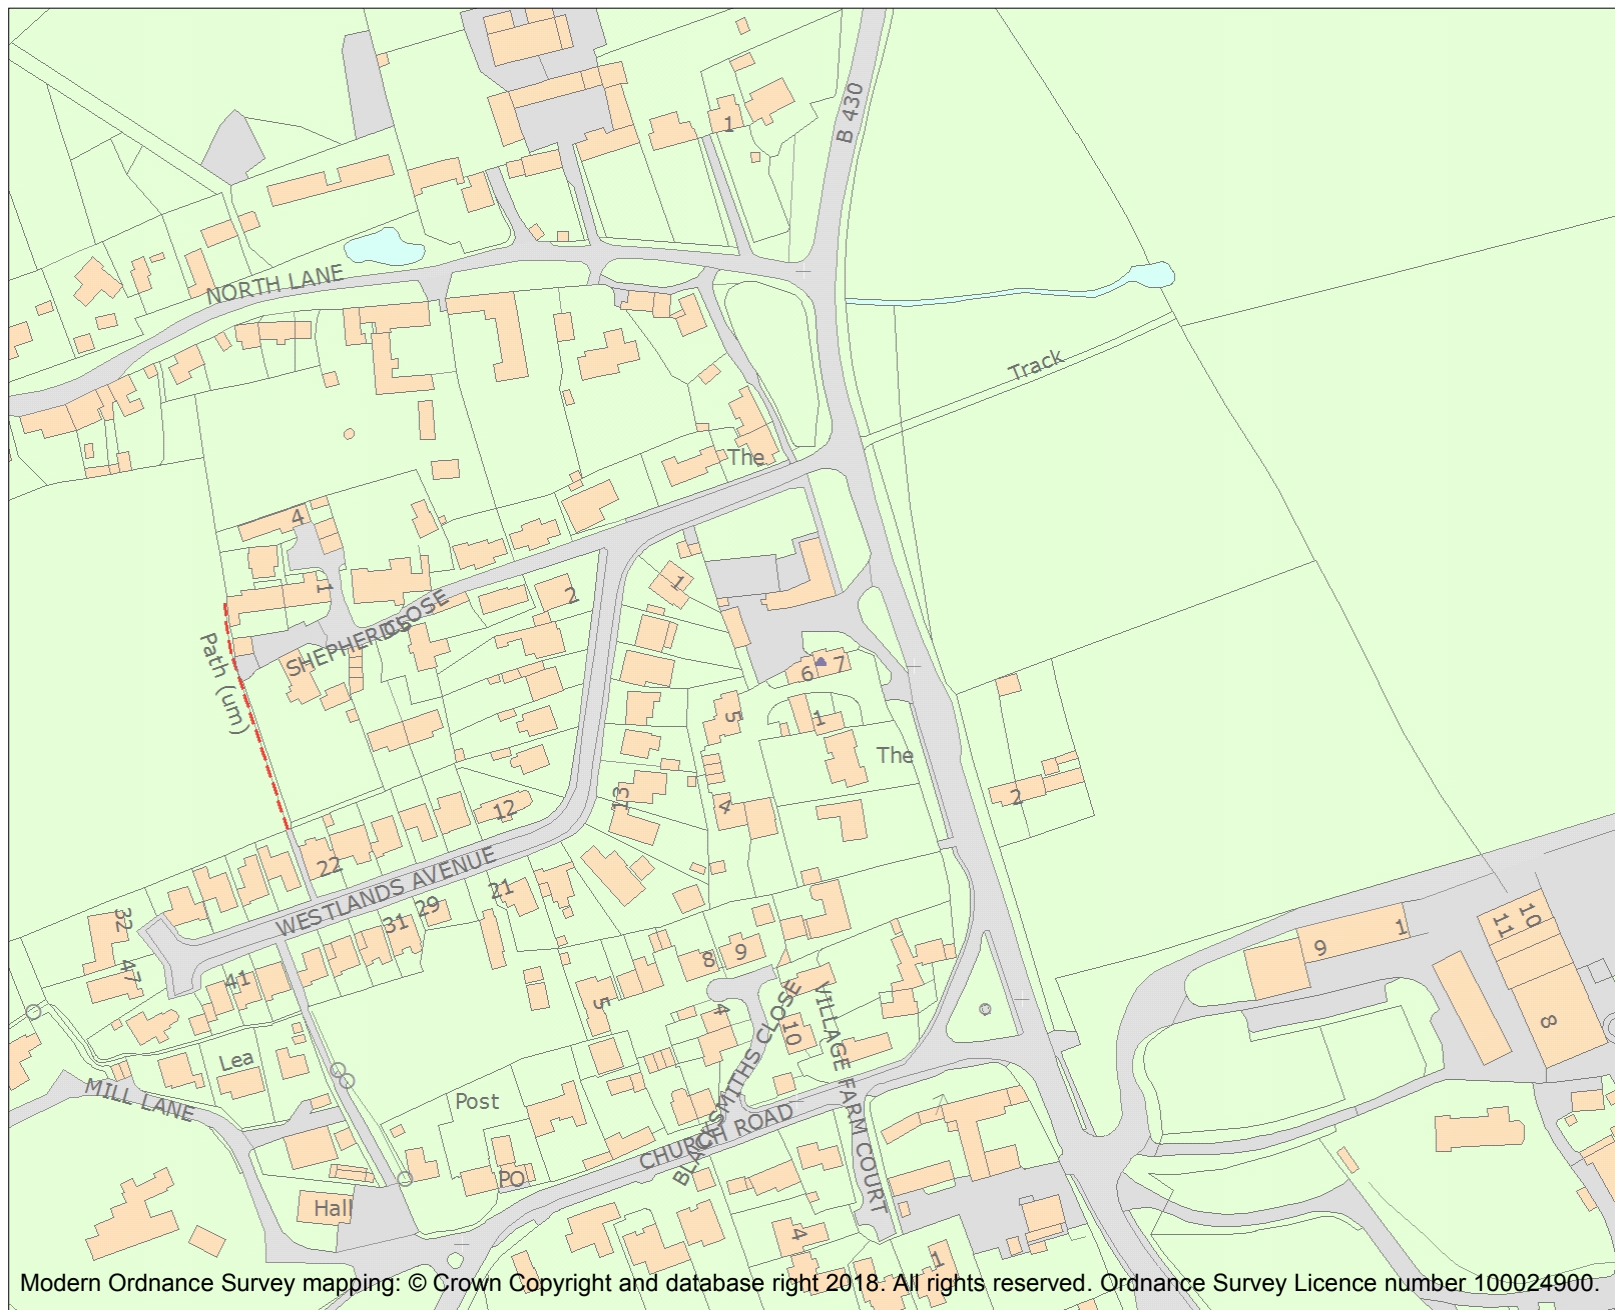 B 430
1
NORTH LANE
Track
The
4
1
SHEPHERDS
CLOSE
2
1
Path (um)
6
7
5
1
The
13
4
2
12
22
WESTLANDS AVENUE
21
29
31
32
47
41
8
9
5
4
10
BLACKSMITHS CLOSE
VILLAGE FARM COURT
©
9
1
11
10
8
Lea
MILL LANE
Post
PO
CHURCH ROAD
Hall
4
1
Modern Ordnance Survey mapping: © Crown Copyright and database right 2018. All rights reserved. Ordnance Survey Licence number 100024900.